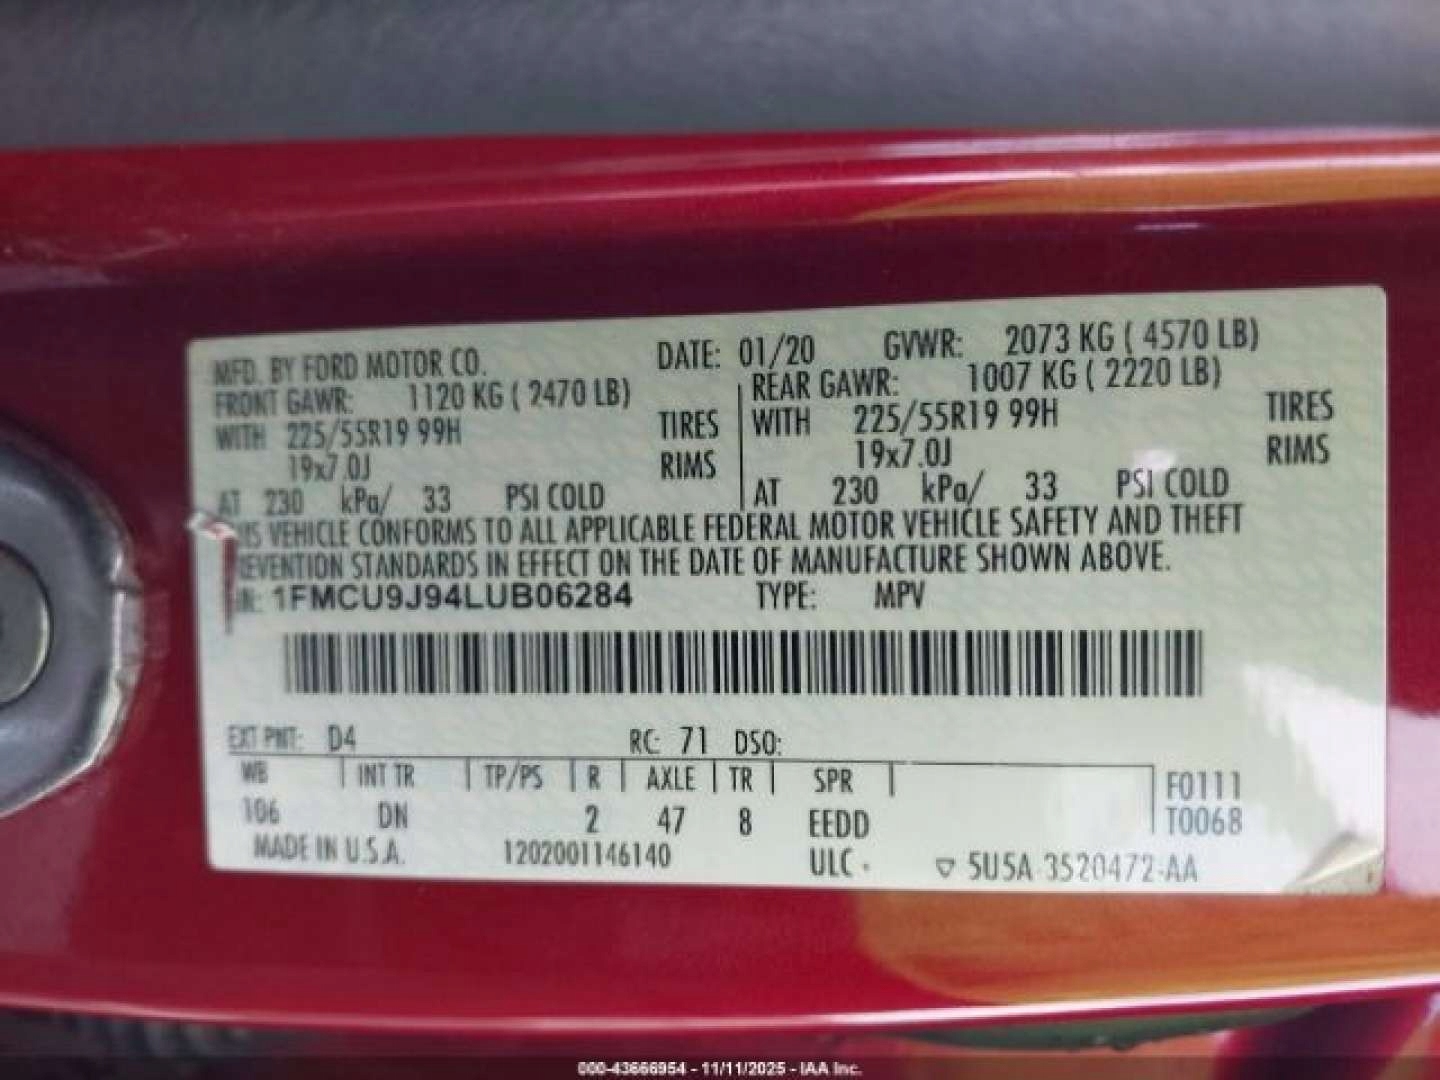 MFD. BY FORD MOTOR CO. DATE: 01/20 GVWR: 2073 KG ( 4570 LB)
FRONT GAWR: 1120 KG ( 2470 LB) REAR GAWR: 1007 KG ( 2220 LB)
WITH 225/55R19 99H TIRES WITH 225/55R19 99H TIRES
19x7.0J RIMS 19x7.0J RIMS
AT 230 kPa/ 33 PSI COLD AT 230 kPa/ 33 PSI COLD
VEHICLE CONFORMS TO ALL APPLICABLE FEDERAL MOTOR VEHICLE SAFETY AND THEFT
STANDARDS IN EFFECT ON THE DATE OF MANUFACTURE SHOWN ABOVE.
1FMCU9J94LUB06284 TYPE: MPV
EXT PNT: D4 RC: 71 DSO:
WB INT TR TP/PS R AXLE TR SPR F0111
106 DN 2 47 8 EEDD T0068
MADE IN U.S.A. 1202001146140 ULC 5U5A 3520472-AA
000-43666954 - 11/11/2025 - IAA Inc.